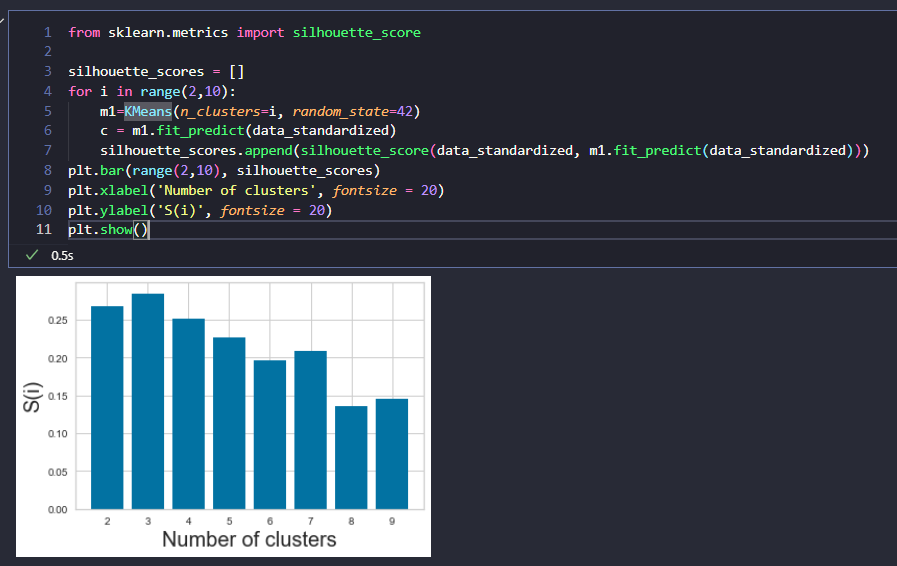 1 from sklearn.metrics import silhouette_score
2
3 silhouette_scores = []
4 for i in range(2,10):
5 m1=KMeans(n_clusters=i, random_state=42)
6 c = m1.fit_predict(data_standardized)
7 silhouette_scores.append(silhouette_score(data_standardized, m1.fit_predict(data_standardized)))
8 plt.bar(range(2,10), silhouette_scores)
9 plt.xlabel('Number of clusters', fontsize = 20)
10 plt.ylabel('S(i)', fontsize = 20)
11 plt.show()
0.5s
0.25
0.20
0.15
0.10
0.05
0.00
S(i)
2 3 4 5 6 7 8 9
Number of clusters